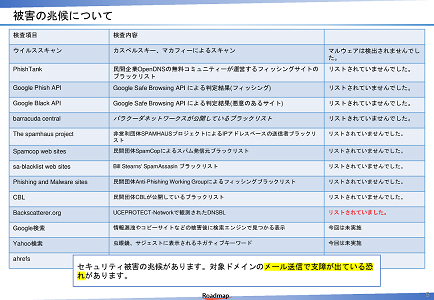 被害の兆候について
検査項目 検査内容
ウイルススキャン カスペルスキー、マカフィーによるスキャン マルウェアは検出されませんでした。
PhishTank 民間企業OpenDNSの無料コミュニティーが運営するフィッシングサイトのブラックリスト リストされていませんでした。
Google Phish API Google Safe Browsing API による判定結果(フィッシング) リストされていませんでした。
Google Black API Google Safe Browsing API による判定結果(悪意のあるサイト) リストされていませんでした。
barracuda central バラクーダネットワークスが公開しているブラックリスト リストされていませんでした。
The spamhaus project 非営利団体SPAMHAUSプロジェクトによるIPアドレスベースの送信者ブラックリスト リストされていませんでした。
Spamcop web sites 民間団体SpamCopによるスパム発信元ブラックリスト リストされていませんでした。
sa-blacklist web sites Bill Stearns' SpamAssasin ブラックリスト リストされていませんでした。
Phishing and Malware sites 民間団体Anti-Phishing Working Groupによるフィッシングブラックリスト リストされていませんでした。
CBL 民間団体CBLが公開しているブラックリスト リストされていませんでした。
Backscatterer.org UCEPROTECT-Networkで観測されたDNSBL リストされていました。
Google検索 情報漏洩やコピーサイトなどの被害後に検索エンジンで見つかる表示 今回は未実施
Yahoo検索 虫眼鏡、サジェストに表示されるネガティブキーワード 今回は未実施
ahrefs
セキュリティ被害の兆候があります。対象ドメインのメール送信で支障が出ている恐れがあります。
Roadmap